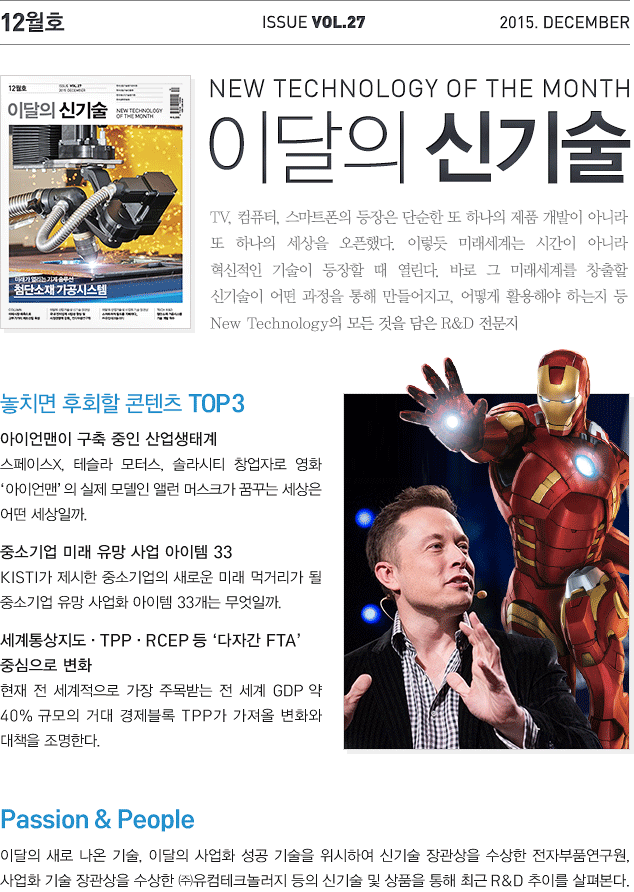 12월호
ISSUE VOL.27
2015. DECEMBER
12월호
ISSUE VOL.27
2015. DECEMBER
이달의 신기술
NEW TECHNOLOGY
OF THE MONTH
미래가 열리는 기계 솔루션
첨단소재 가공시스템
NEW TECHNOLOGY OF THE MONTH
이달의 신기술
TV, 컴퓨터, 스마트폰의 등장은 단순한 또 하나의 제품 개발이 아니라
또 하나의 세상을 오픈했다. 이렇듯 미래세계는 시간이 아니라
혁신적인 기술이 등장할 때 열린다. 바로 그 미래세계를 창출할
신기술이 어떤 과정을 통해 만들어지고, 어떻게 활용해야 하는지 등
New Technology의 모든 것을 담은 R&D 전문지
놓치면 후회할 콘텐츠 TOP3
아이언맨이 구축 중인 산업생태계
스페이스X, 테슬라 모터스, 솔라시티 창업자로 영화
‘아이언맨’의 실제 모델인 앨런 머스크가 꿈꾸는 세상은
어떤 세상일까.
중소기업 미래 유망 사업 아이템 33
KISTI가 제시한 중소기업의 새로운 미래 먹거리가 될
중소기업 유망 사업화 아이템 33개는 무엇일까.
세계통상지도·TPP·RCEP 등 ‘다자간 FTA’
중심으로 변화
현재 전 세계적으로 가장 주목받는 전 세계 GDP 약
40% 규모의 거대 경제블록 TPP가 가져올 변화와
대책을 조명한다.
Passion & People
이달의 새로 나온 기술, 이달의 사업화 성공 기술을 위시하여 신기술 장관상을 수상한 전자부품연구원,
사업화 기술 장관상을 수상한 ㈜유컴테크놀러지 등의 신기술 및 상품을 통해 최근 R&D 추이를 살펴본다.